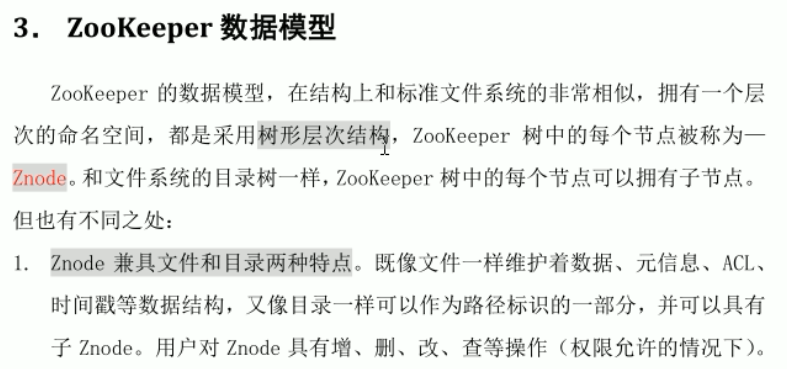 3. ZooKeeper 数据模型
ZooKeeper 的数据模型，在结构上和标准文件系统的非常相似，拥有一个层
次的命名空间，都是采用树形层次结构，ZooKeeper 树中的每个节点被称为—
Znode。和文件系统的目录树一样，ZooKeeper 树中的每个节点可以拥有子节点。
但也有不同之处：
1. Znode 兼具文件和目录两种特点。既像文件一样维护着数据、元信息、ACL、
时间戳等数据结构，又像目录一样可以作为路径标识的一部分，并可以具有
子 Znode。用户对 Znode 具有增、删、改、查等操作（权限允许的情况下）。